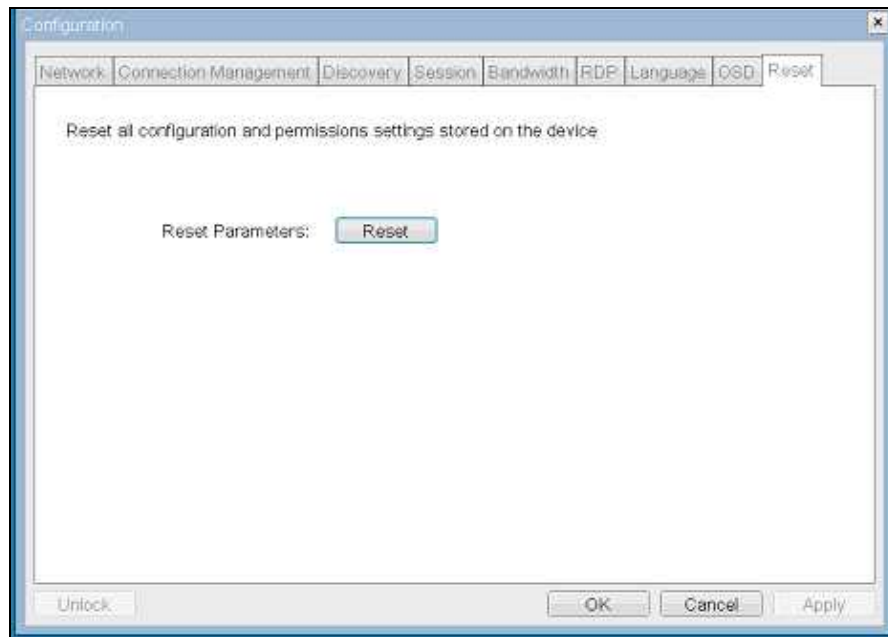 Configuration
Network Connection Management Discovery Session Bandwidth RDP Language OSD Reset
Reset all configuration and permissions settings stored on the device
Reset Parameters: Reset
Unlock OK Cancel Apply